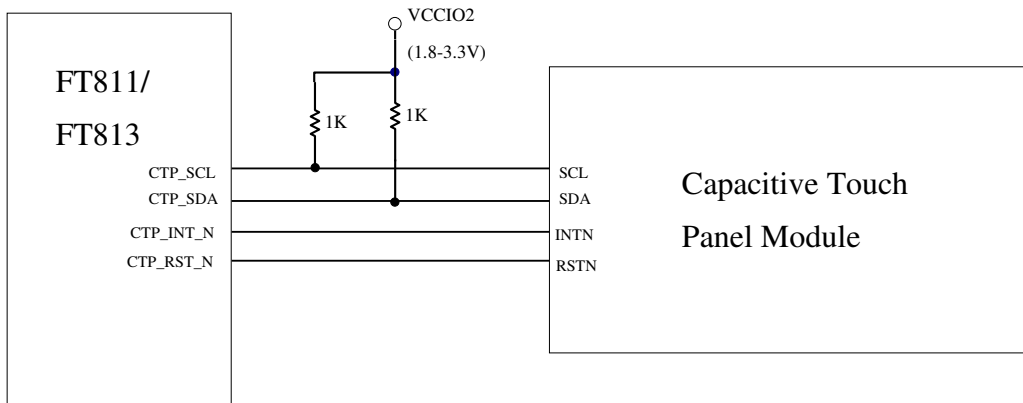 VCCIO2
(1.8-3.3V)
FT811/
FT813
1K
1K
CTP_SCL
CTP_SDA
CTP_INT_N
CTP_RST_N
SCL
SDA
INTN
RSTN
Capacitive Touch
Panel Module